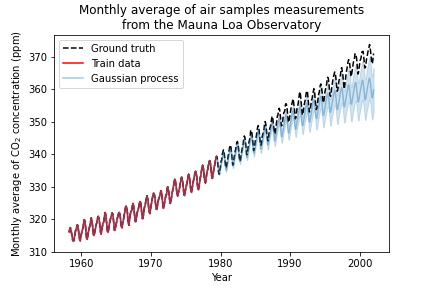 Monthly average of air samples measurements
from the Mauna Loa Observatory
Ground truth
Train data
Gaussian process
Monthly average of CO₂ concentration (ppm)
370
360
350
340
330
320
310
1960
1970
1980
1990
2000
Year